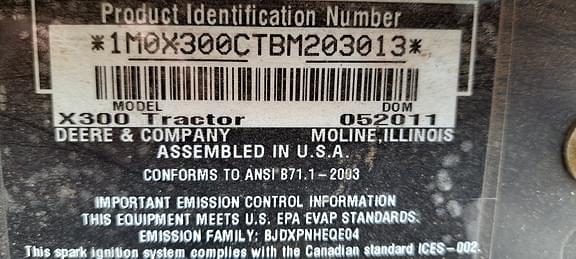 Product Identification Number
*1M0X300CTBM203013*
MODEL DOM
X300 Tractor 052011
DEERE & COMPANY MOLINE, ILLINOIS
ASSEMBLED IN U.S.A.
CONFORMS TO ANSI B71.1-2003
IMPORTANT EMISSION CONTROL INFORMATION
THIS EQUIPMENT MEETS U.S. EPA EVAP STANDARDS.
EMISSION FAMILY: BJDXPNHEQE04
This spark ignition system complies with the Canadian standard ICES-002.